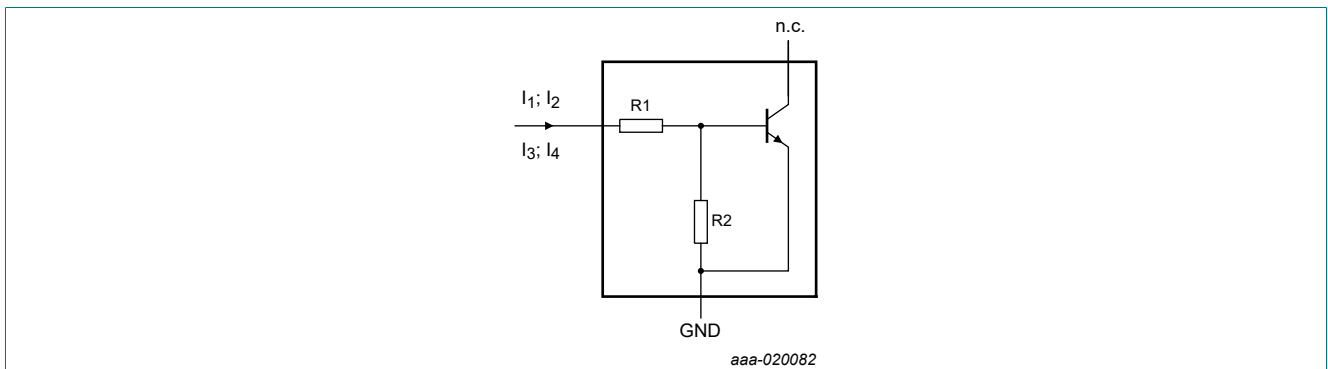 n.c.
I1; I2
R1
I3; I4
R2
GND
aaa-020082